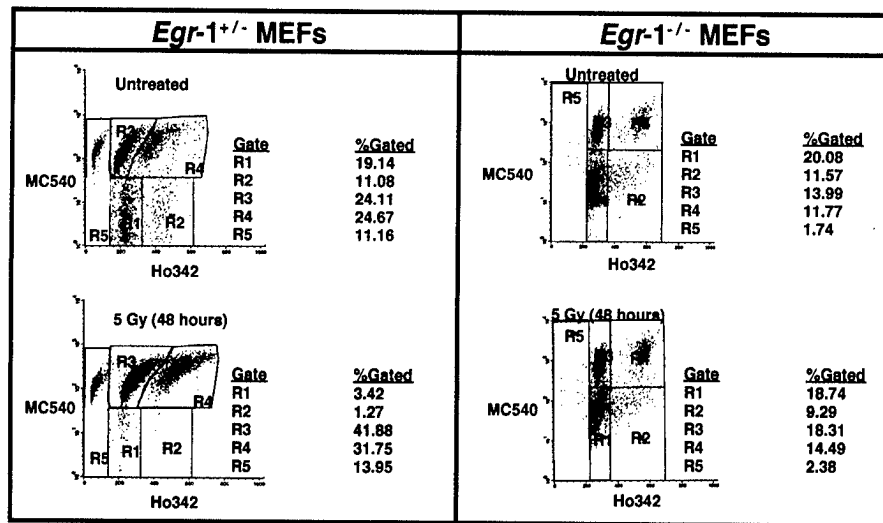 Egr-1+/- MEFs
Untreated
R3
R4
MC540
R5
R1
R2
Ho342
Gate %Gated
R1 19.14
R2 11.08
R3 24.11
R4 24.67
R5 11.16
5 Gy (48 hours)
R3
R4
MC540
R5
R1
R2
Ho342
Gate %Gated
R1 3.42
R2 1.27
R3 41.88
R4 31.75
R5 13.95
Egr-1-/- MEFs
Untreated
R5
MC540
R2
Ho342
Gate %Gated
R1 20.08
R2 11.57
R3 13.99
R4 11.77
R5 1.74
5 Gy (48 hours)
R5
MC540
R1
R2
Ho342
Gate %Gated
R1 18.74
R2 9.29
R3 18.31
R4 14.49
R5 2.38